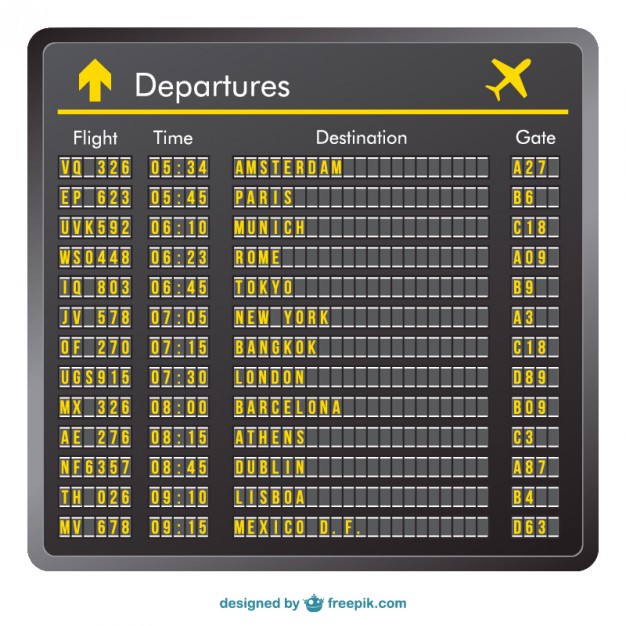 Departures
Flight Time Destination Gate
VQ 326 05:34 AMSTERDAM A27
EP 623 05:45 PARIS B6
UVK592 06:10 MUNICH C18
WS0448 06:23 ROME A09
IQ 803 06:45 TOKYO B9
JV 578 07:05 NEW YORK A3
OF 270 07:15 BANGKOK C18
UGS915 07:30 LONDON D89
MX 326 08:00 BARCELONA B09
AE 276 08:15 ATHENS C3
NF6357 08:45 DUBLIN A87
TH 026 09:10 LISBOA B4
MV 678 09:15 MEXICO D.F. D63
designed by freepik.com